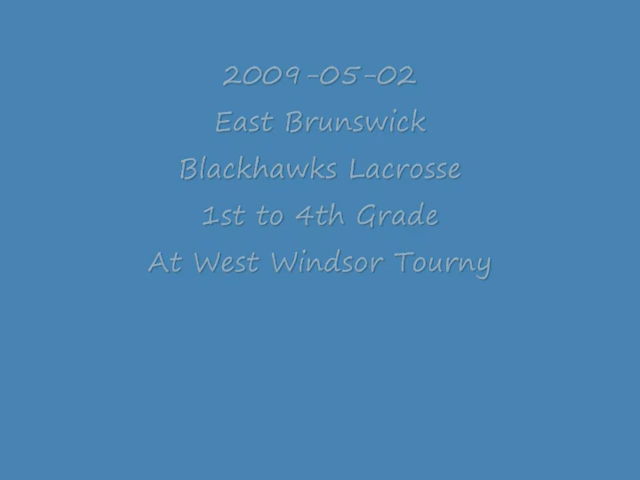 2009-05-02
East Brunswick
Blackhawks Lacrosse
1st to 4th Grade
At West Windsor Tourny